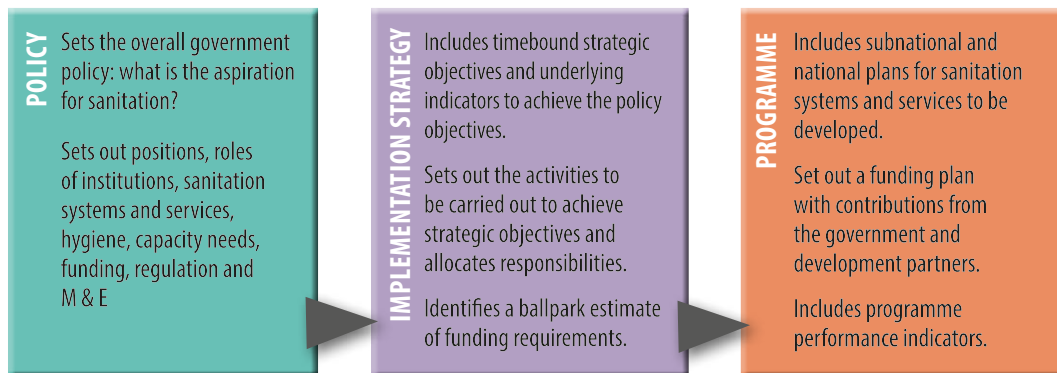 POLICY
Sets the overall government
policy: what is the aspiration
for sanitation?
Sets out positions, roles
of institutions, sanitation
systems and services,
hygiene, capacity needs,
funding, regulation and
M & E
IMPLEMENTATION STRATEGY
Includes timebound strategic
objectives and underlying
indicators to achieve the policy
objectives.
Sets out the activities to
be carried out to achieve
strategic objectives and
allocates responsibilities.
Identifies a ballpark estimate
of funding requirements.
PROGRAMME
Includes subnational and
national plans for sanitation
systems and services to be
developed.
Set out a funding plan
with contributions from
the government and
development partners.
Includes programme
performance indicators.